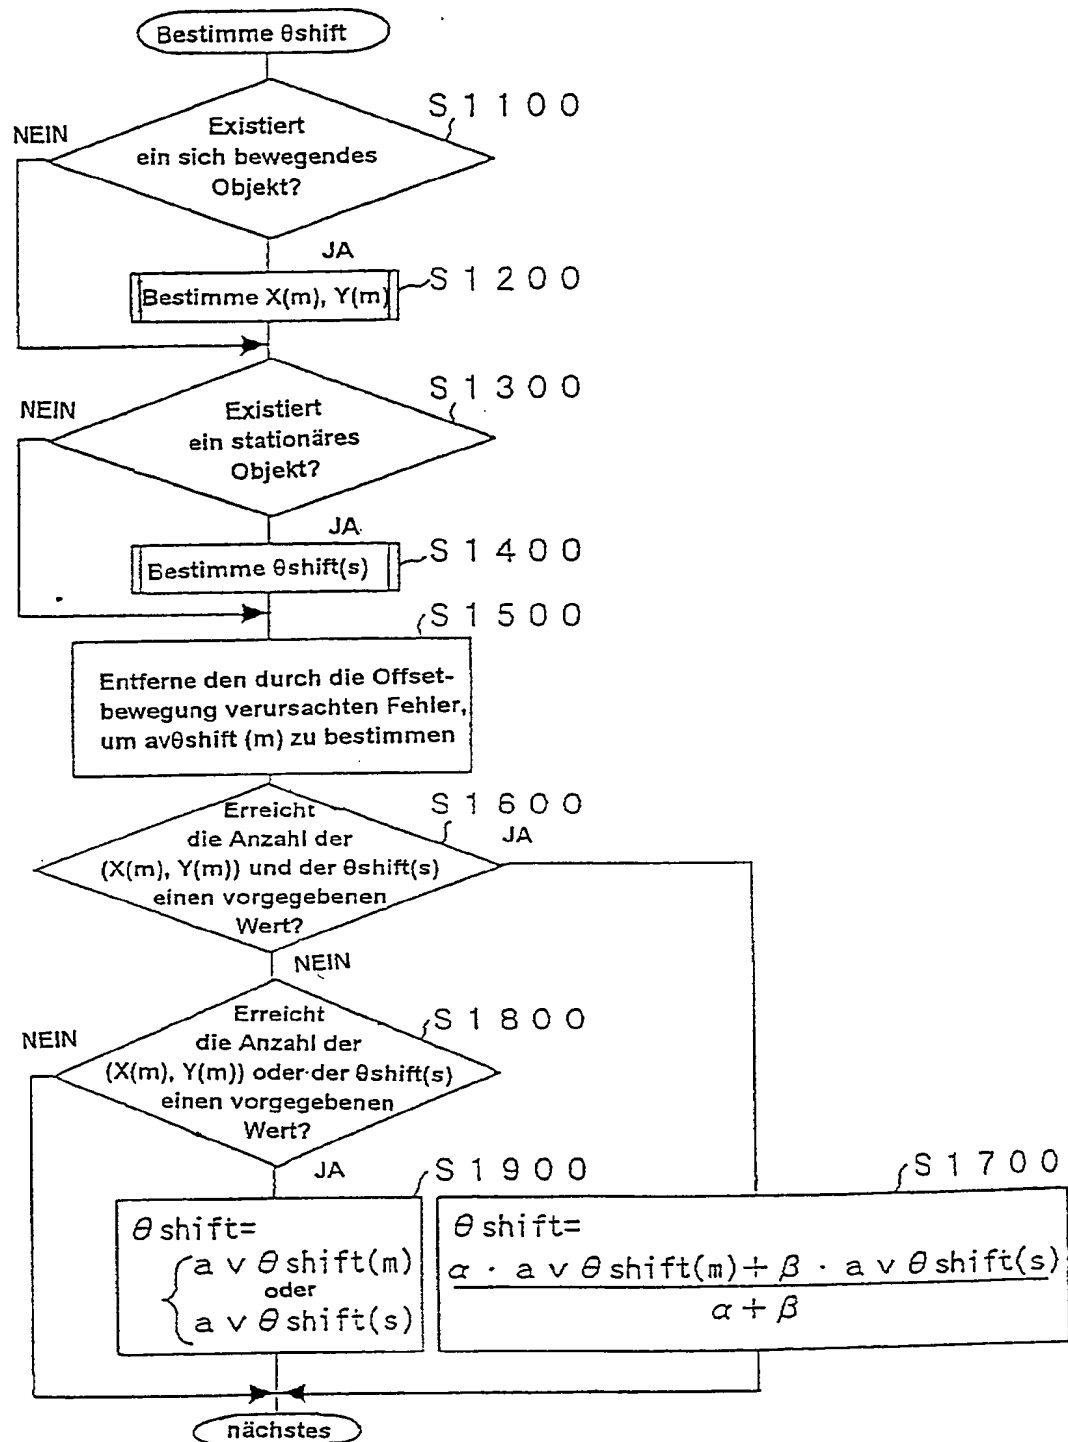 Bestimme θshift
S1100
NEIN
Existiert
ein sich bewegendes
Objekt?
JA
S1200
Bestimme X(m), Y(m)
S1300
NEIN
Existiert
ein stationäres
Objekt?
JA
S1400
Bestimme θshift(s)
S1500
Entferne den durch die Offset-
bewegung verursachten Fehler,
um avθshift (m) zu bestimmen
S1600
JA
Erreicht
die Anzahl der
(X(m), Y(m)) und der θshift(s)
einen vorgegebenen
Wert?
NEIN
S1800
NEIN
Erreicht
die Anzahl der
(X(m), Y(m)) oder der θshift(s)
einen vorgegebenen
Wert?
JA
S1900
θshift=
avθshift(m)
oder
avθshift(s)
S1700
θshift=
α · avθshift(m)+β · avθshift(s)
α+β
nächstes